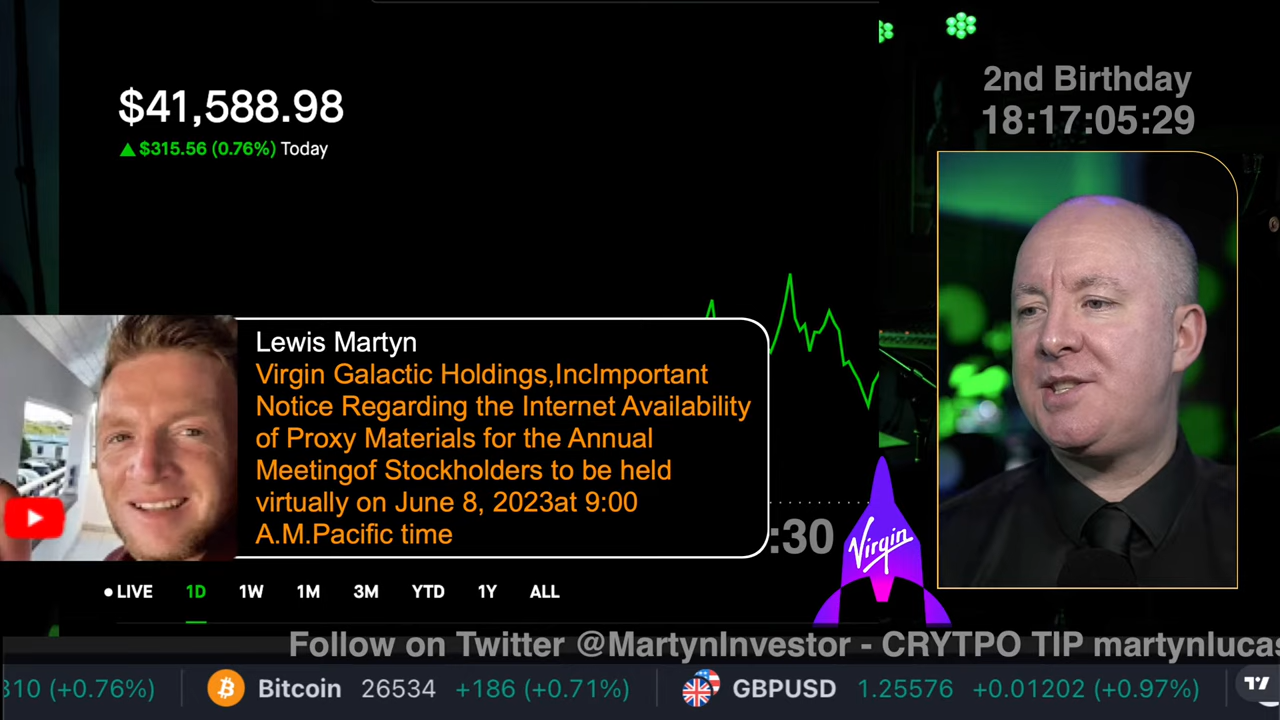 $41,588.98
▲ $315.56 (0.76%) Today
2nd Birthday
18:17:05:29
Lewis Martyn
Virgin Galactic Holdings,IncImportant
Notice Regarding the Internet Availability
of Proxy Materials for the Annual
Meetingof Stockholders to be held
virtually on June 8, 2023at 9:00
A.M.Pacific time
:30
Virgin
LIVE 1D 1W 1M 3M YTD 1Y ALL
Follow on Twitter @MartynInvestor - CRYTPO TIP martynlucas
310 (+0.76%) Bitcoin 26534 +186 (+0.71%) GBPUSD 1.25576 +0.01202 (+0.97%)